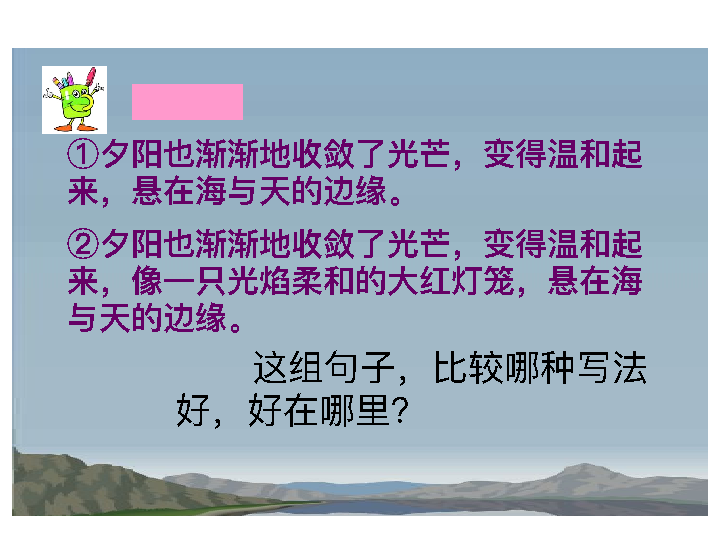 ①夕阳也渐渐地收敛了光芒，变得温和起
来，悬在海与天的边缘。
②夕阳也渐渐地收敛了光芒，变得温和起
来，像一只光焰柔和的大红灯笼，悬在海
与天的边缘。
这组句子，比较哪种写法
好，好在哪里？